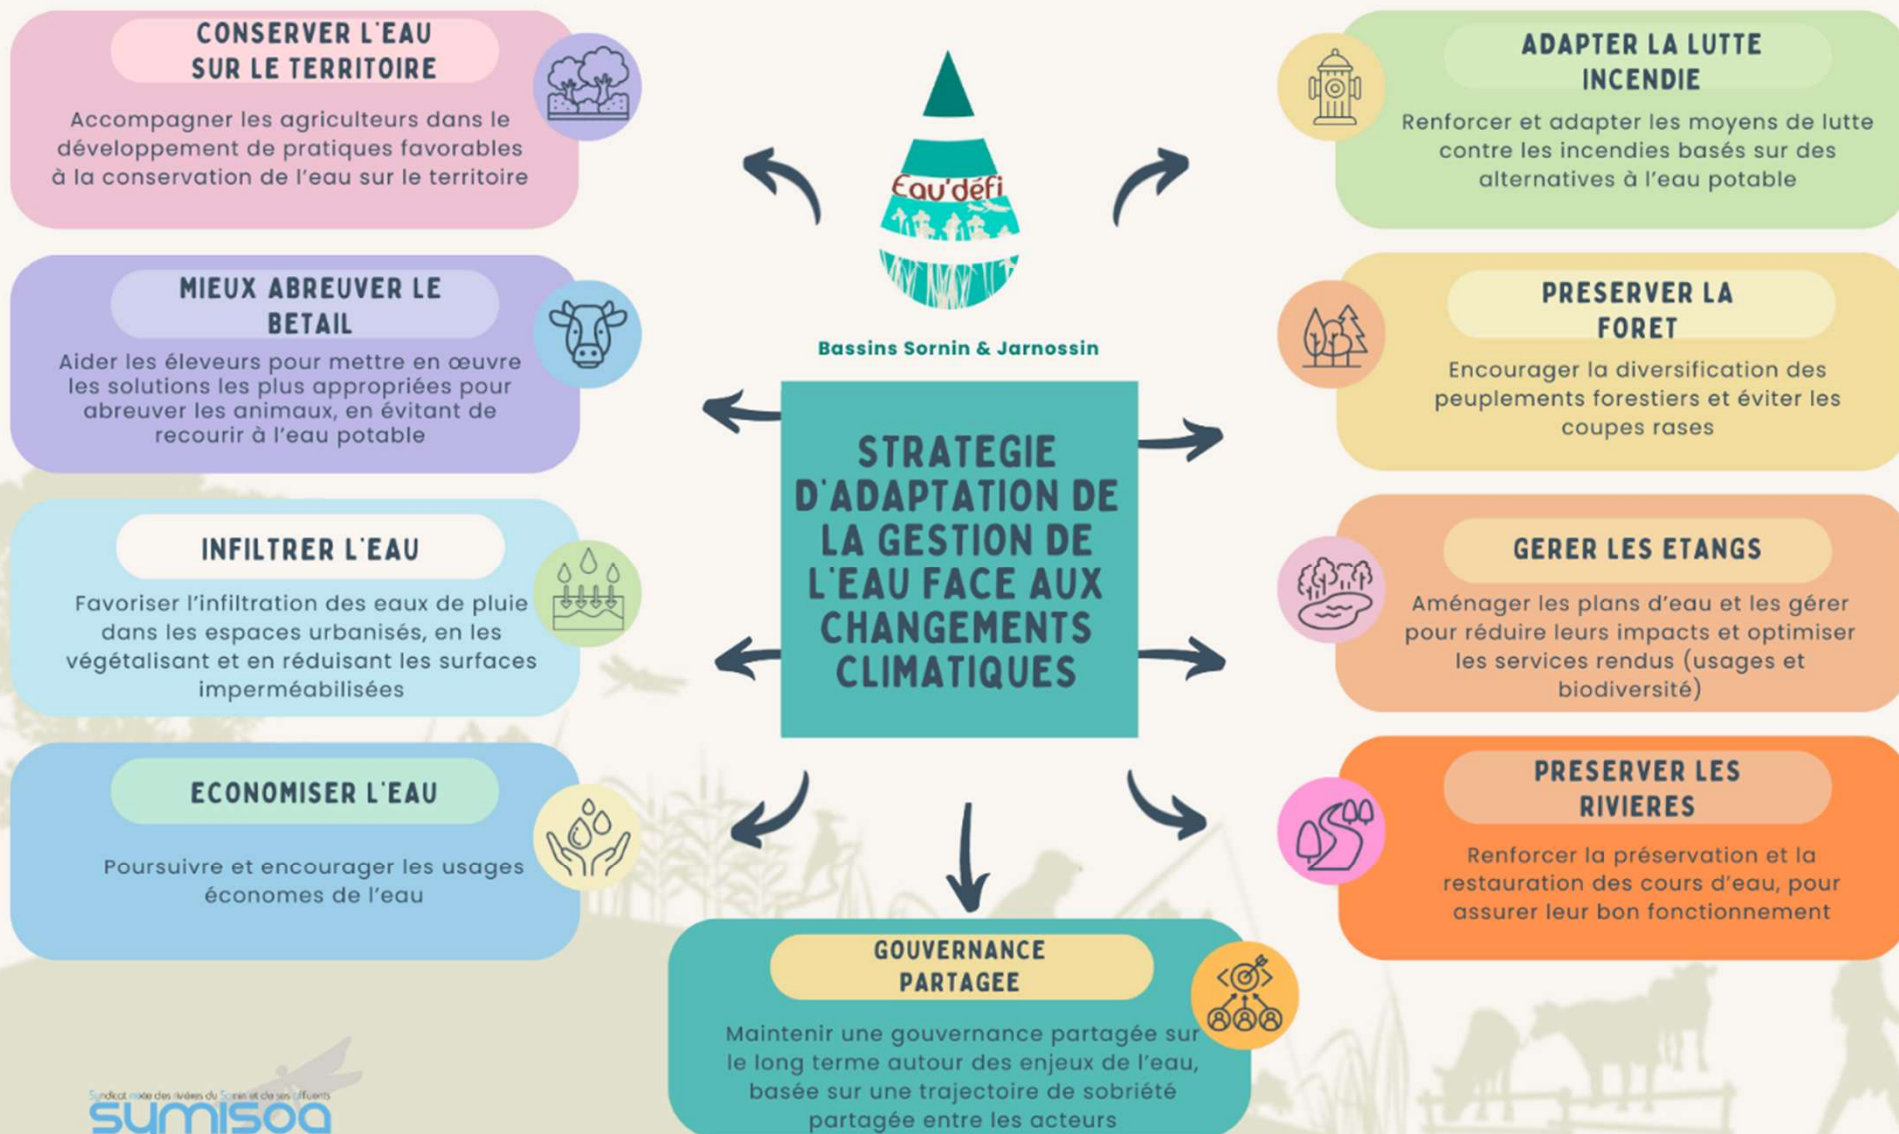 CONSERVER L'EAU
SUR LE TERRITOIRE
Accompagner les agriculteurs dans le
développement de pratiques favorables
à la conservation de l'eau sur le territoire
MIEUX ABREUVER LE
BETAIL
Aider les éleveurs pour mettre en œuvre
les solutions les plus appropriées pour
abreuver les animaux, en évitant de
recourir à l'eau potable
INFILTRER L'EAU
Favoriser l'infiltration des eaux de pluie
dans les espaces urbanisés, en les
végétalisant et en réduisant les surfaces
imperméabilisées
ECONOMISER L'EAU
Poursuivre et encourager les usages
économes de l'eau
Eau'défi
Bassins Sornin & Jarnossin
STRATEGIE
D'ADAPTATION DE
LA GESTION DE
L'EAU FACE AUX
CHANGEMENTS
CLIMATIQUES
GOUVERNANCE
PARTAGEE
Maintenir une gouvernance partagée sur
le long terme autour des enjeux de l'eau,
basée sur une trajectoire de sobriété
partagée entre les acteurs
ADAPTER LA LUTTE
INCENDIE
Renforcer et adapter les moyens de lutte
contre les incendies basés sur des
alternatives à l'eau potable
PRESERVER LA
FORET
Encourager la diversification des
peuplements forestiers et éviter les
coupes rases
GERER LES ETANGS
Aménager les plans d'eau et les gérer
pour réduire leurs impacts et optimiser
les services rendus (usages et
biodiversité)
PRESERVER LES
RIVIERES
Renforcer la préservation et la
restauration des cours d'eau, pour
assurer leur bon fonctionnement
Syndicat mixte des rivières du Sornin et de ses affluents
sumisoa